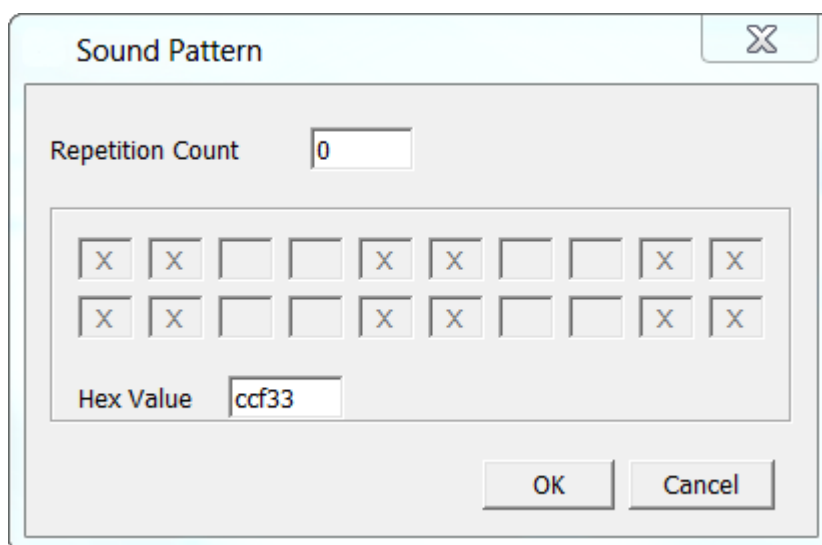 Sound Pattern
Repetition Count 0
X X X X X X
X X X X X X
Hex Value ccf33
OK Cancel